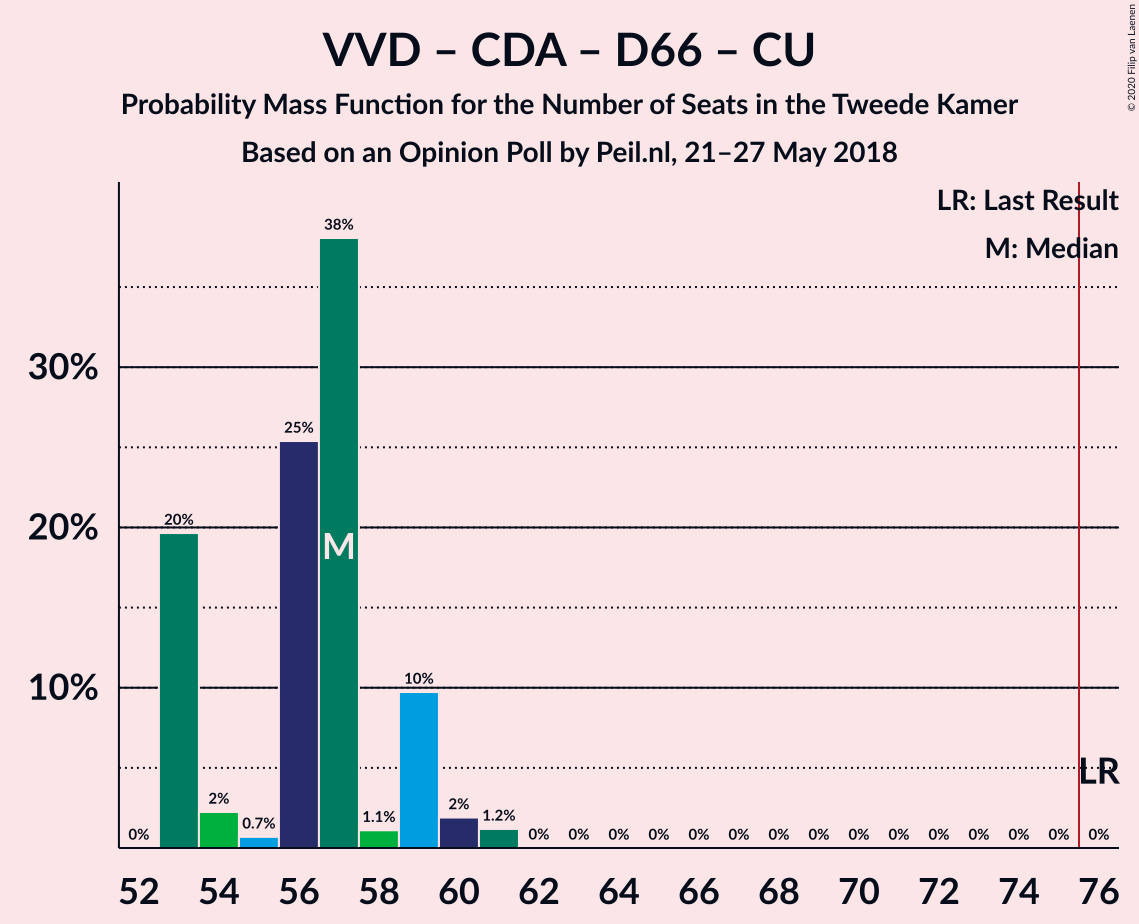 VVD – CDA – D66 – CU
Probability Mass Function for the Number of Seats in the Tweede Kamer
Based on an Opinion Poll by Peil.nl, 21–27 May 2018
© 2020 Filip van Laenen
LR: Last Result
M: Median
38%
30%
25%
20%
20%
M
10%
10%
LR
0% 2% 0.7% 1.1% 2% 1.2% 0% 0% 0% 0% 0% 0% 0% 0% 0% 0% 0% 0% 0% 0% 0%
52 54 56 58 60 62 64 66 68 70 72 74 76